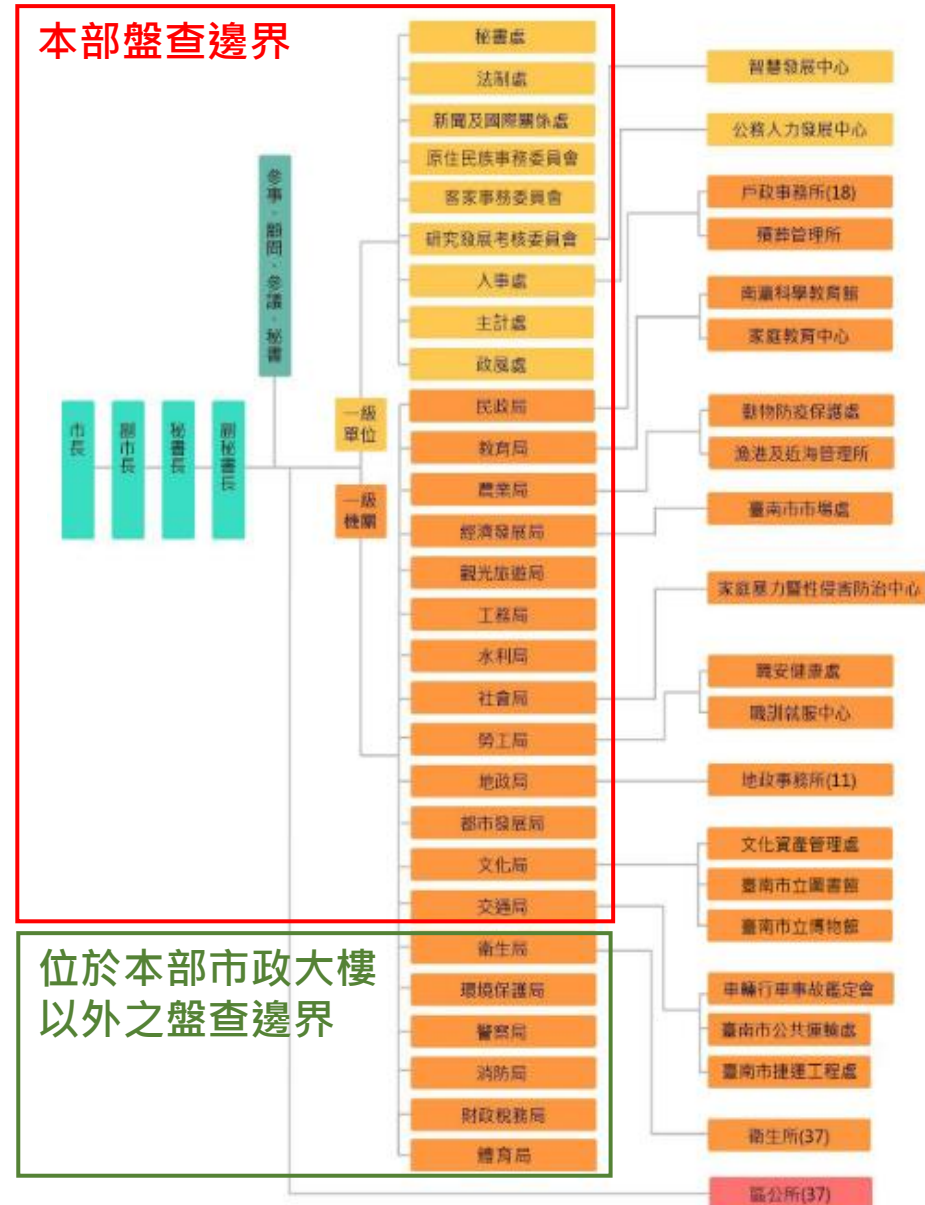 本部盤查邊界
參事、顧問、參議、秘書
市長
副市長
秘書長
副秘書長
一級
單位
一級
機關
秘書處
法制處
新聞及國際關係處
原住民族事務委員會
客家事務委員會
研究發展考核委員會
人事處
主計處
政風處
民政局
教育局
農業局
經濟發展局
觀光旅遊局
工務局
水利局
社會局
勞工局
地政局
都市發展局
文化局
交通局
位於本部市政大樓
以外之盤查邊界
衛生局
環境保護局
警察局
消防局
財政稅務局
體育局
智慧發展中心
公務人力發展中心
戶政事務所(18)
殯葬管理所
南瀛科學教育館
家庭教育中心
動物防疫保護處
漁港及近海管理所
臺南市市場處
家庭暴力暨性侵害防治中心
職安健康處
職訓就服中心
地政事務所(11)
文化資產管理處
臺南市立圖書館
臺南市立博物館
車輛行車事故鑑定會
臺南市公共運輸處
臺南市捷運工程處
衛生所(37)
區公所(37)